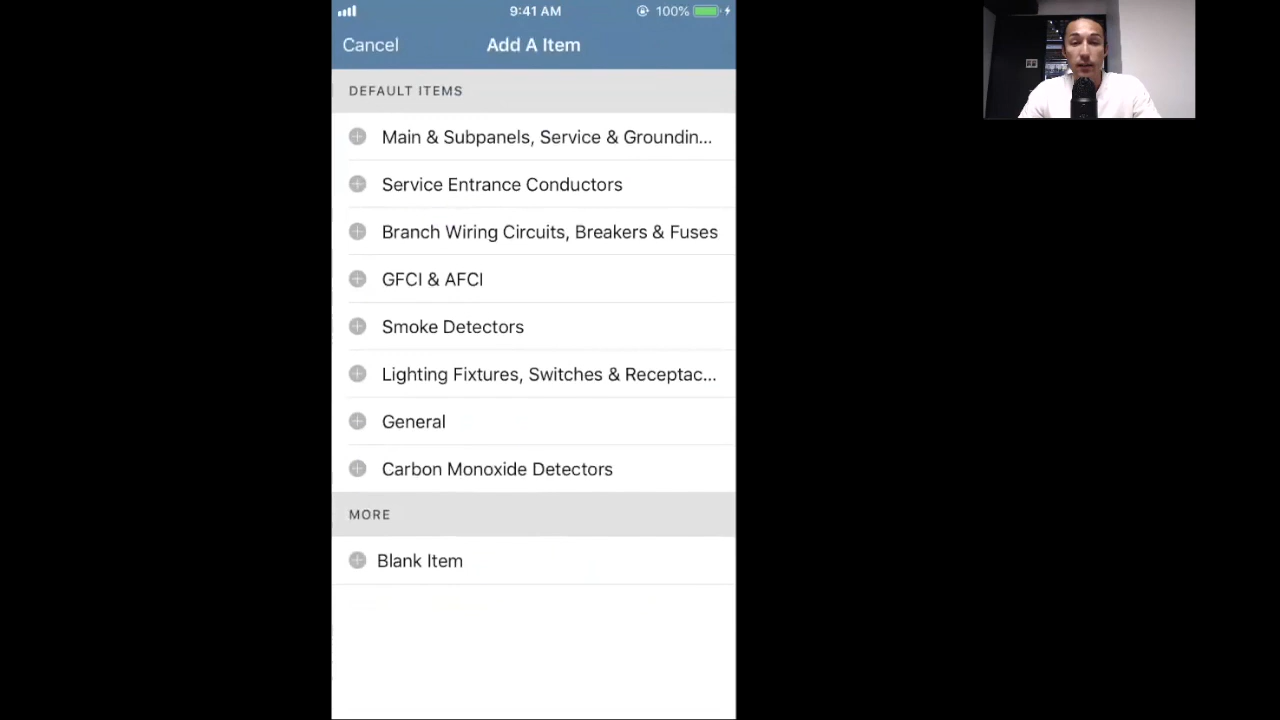 9:41 AM
100%
Cancel
Add A Item
DEFAULT ITEMS
Main & Subpanels, Service & Groundin...
Service Entrance Conductors
Branch Wiring Circuits, Breakers & Fuses
GFCI & AFCI
Smoke Detectors
Lighting Fixtures, Switches & Receptac...
General
Carbon Monoxide Detectors
MORE
Blank Item